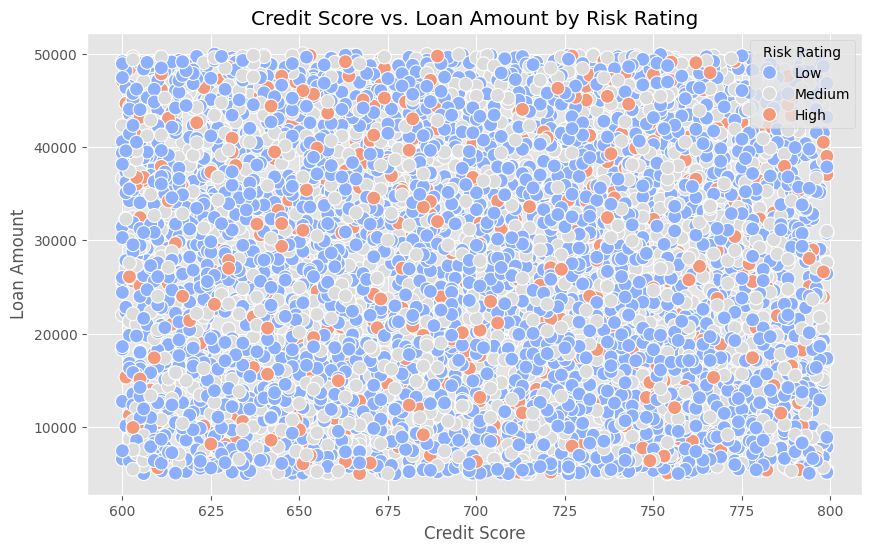 Credit Score vs. Loan Amount by Risk Rating
Risk Rating
Low
Medium
High
Loan Amount
50000
40000
30000
20000
10000
600 625 650 675 700 725 750 775 800
Credit Score